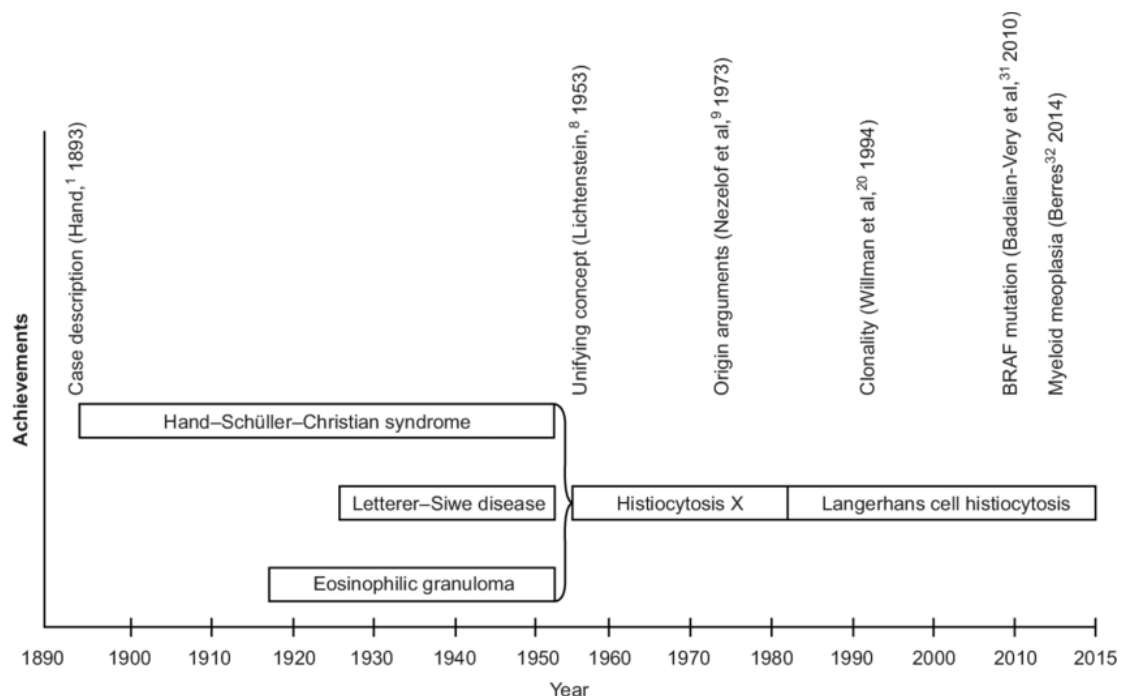 Achievements
Case description (Hand,¹ 1893)
Unifying concept (Lichtenstein,⁸ 1953)
Origin arguments (Nezelof et al,⁹ 1973)
Clonality (Willman et al,²⁰ 1994)
BRAF mutation (Badalian-Very et al,³¹ 2010)
Myeloid meoplasia (Berres³² 2014)
Hand–Schüller–Christian syndrome
Letterer–Siwe disease
Histiocytosis X
Langerhans cell histiocytosis
Eosinophilic granuloma
1890 1900 1910 1920 1930 1940 1950 1960 1970 1980 1990 2000 2010 2015
Year